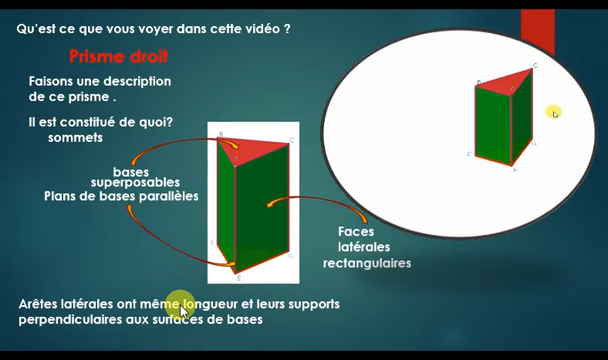 Qu'est ce que vous voyer dans cette vidéo ?
Prisme droit
Faisons une description
de ce prisme .
Il est constitué de quoi?
sommets
bases
superposables
Plans de bases parallèles
Faces
latérales
rectangulaires
Arêtes latérales ont même longueur et leurs supports
perpendiculaires aux surfaces de bases
B
C
E
G